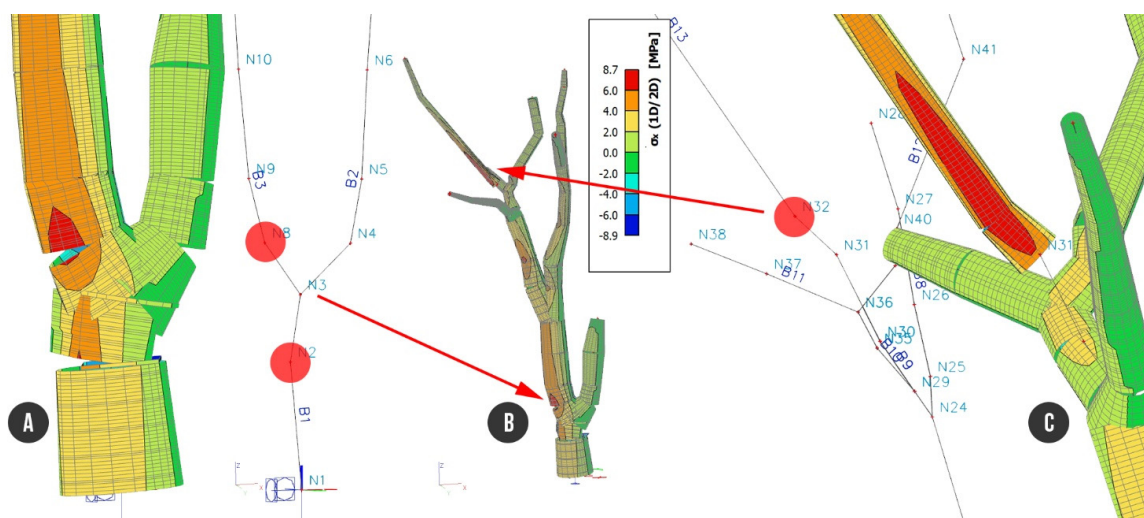 N10
N6
N9
B3
B2
N5
N8
N4
N3
N2
B1
N1
A
z
x
σx (1D/2D) [MPa]
8.7
6.0
4.0
2.0
0.0
-2.0
-4.0
-6.0
-8.9
B
z
x
B13
N41
N28
N27
N40
N32
N31
N31
N38
N37
B11
N36
N26
N30
N25
B9
N29
N24
C